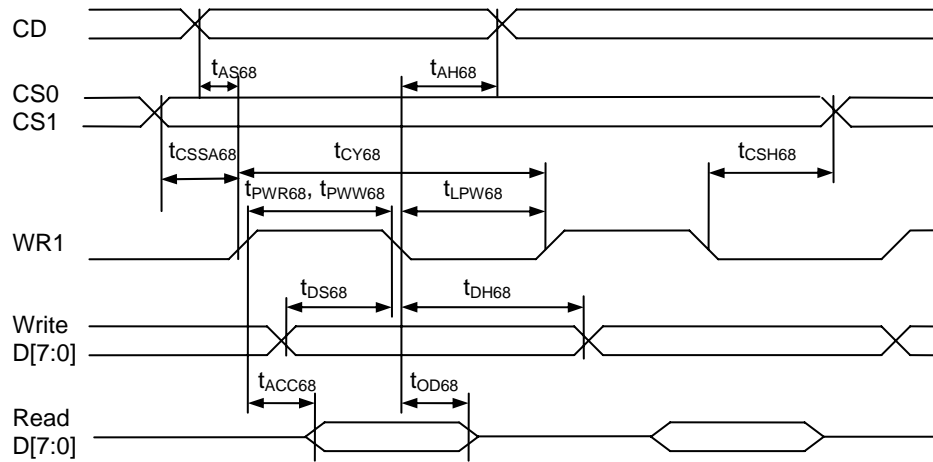 CD
tAS68 tAH68
CS0
CS1
tCSSA68 tCY68 tCSH68
tPWR68, tPWW68 tLPW68
WR1
tDS68 tDH68
Write
D[7:0]
tACC68 tOD68
Read
D[7:0]